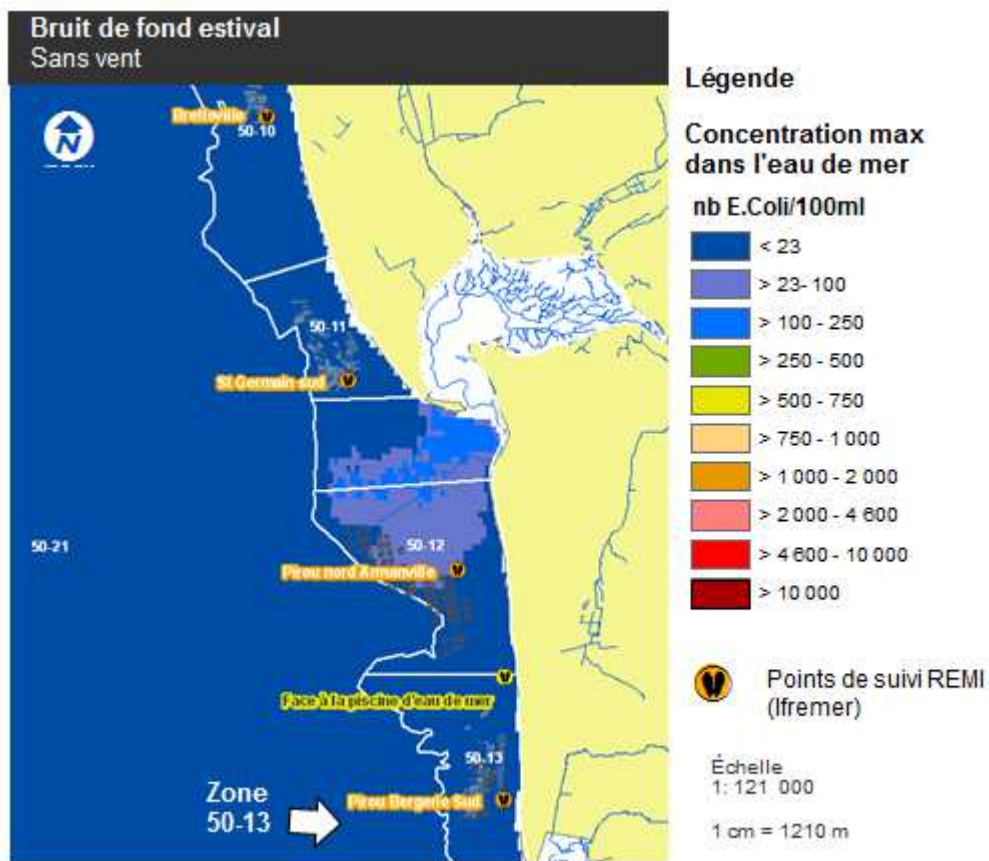 Bruit de fond estival
Sans vent
N
Bretteville
50-10
50-11
St Germain sud
50-21
50-12
Pirou nord Armanville
Face à la piscine d'eau de mer
50-13
Pirou Bergerie Sud
Zone
50-13
Légende
Concentration max
dans l'eau de mer
nb E.Coli/100ml
< 23
> 23- 100
> 100 - 250
> 250 - 500
> 500 - 750
> 750 - 1 000
> 1 000 - 2 000
> 2 000 - 4 600
> 4 600 - 10 000
> 10 000
Points de suivi REMI
(Ifremer)
Échelle
1: 121 000
1 cm = 1210 m